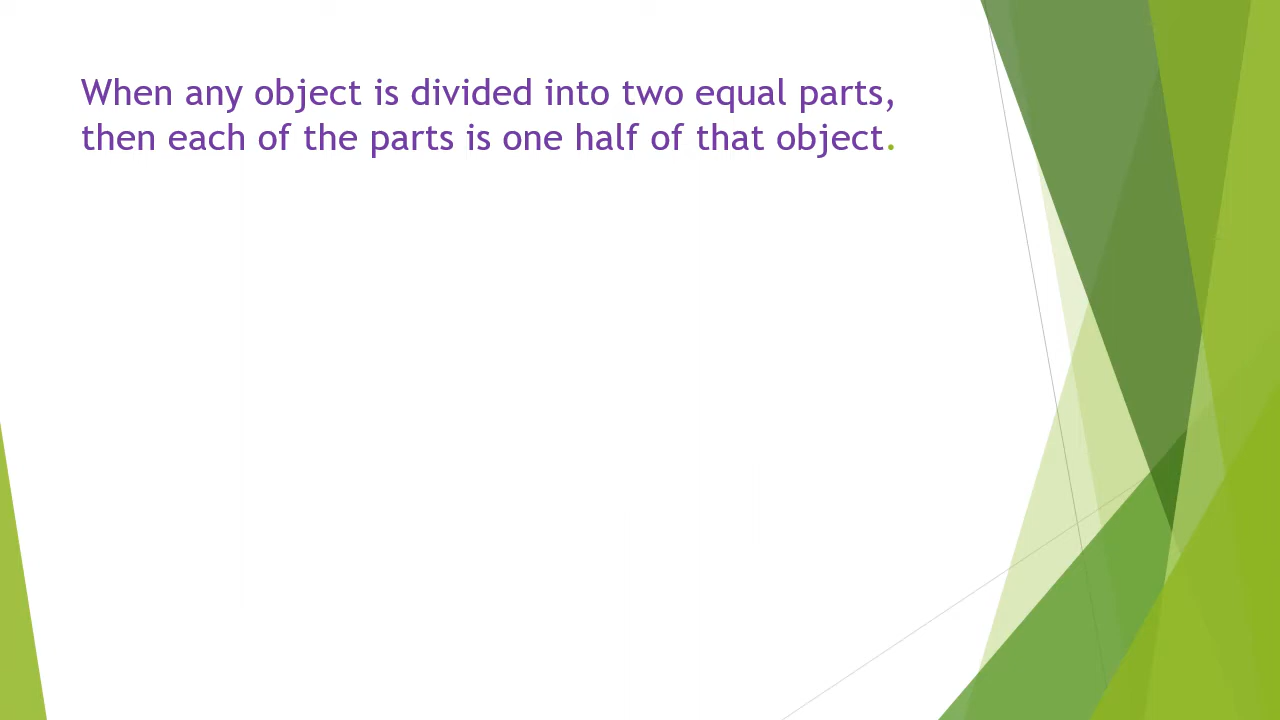 When any object is divided into two equal parts,
then each of the parts is one half of that object.